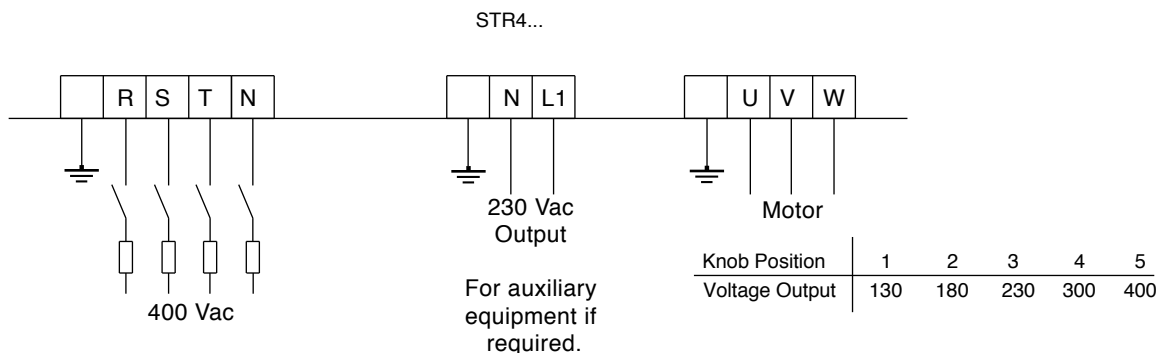 STR4...
R S T N
N L1
U V W
400 Vac
230 Vac
Output
For auxiliary
equipment if
required.
Motor
Knob Position 1 2 3 4 5
Voltage Output 130 180 230 300 400